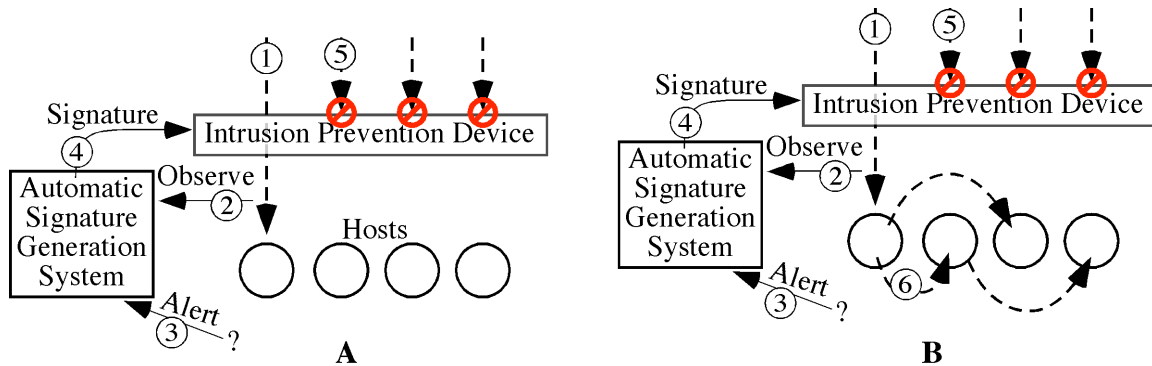 1
5
Signature
Intrusion Prevention Device
4
Automatic
Signature
Generation
System
Observe
2
Hosts
Alert
3
?
A
1
5
Signature
Intrusion Prevention Device
4
Automatic
Signature
Generation
System
Observe
2
6
Alert
3
?
B